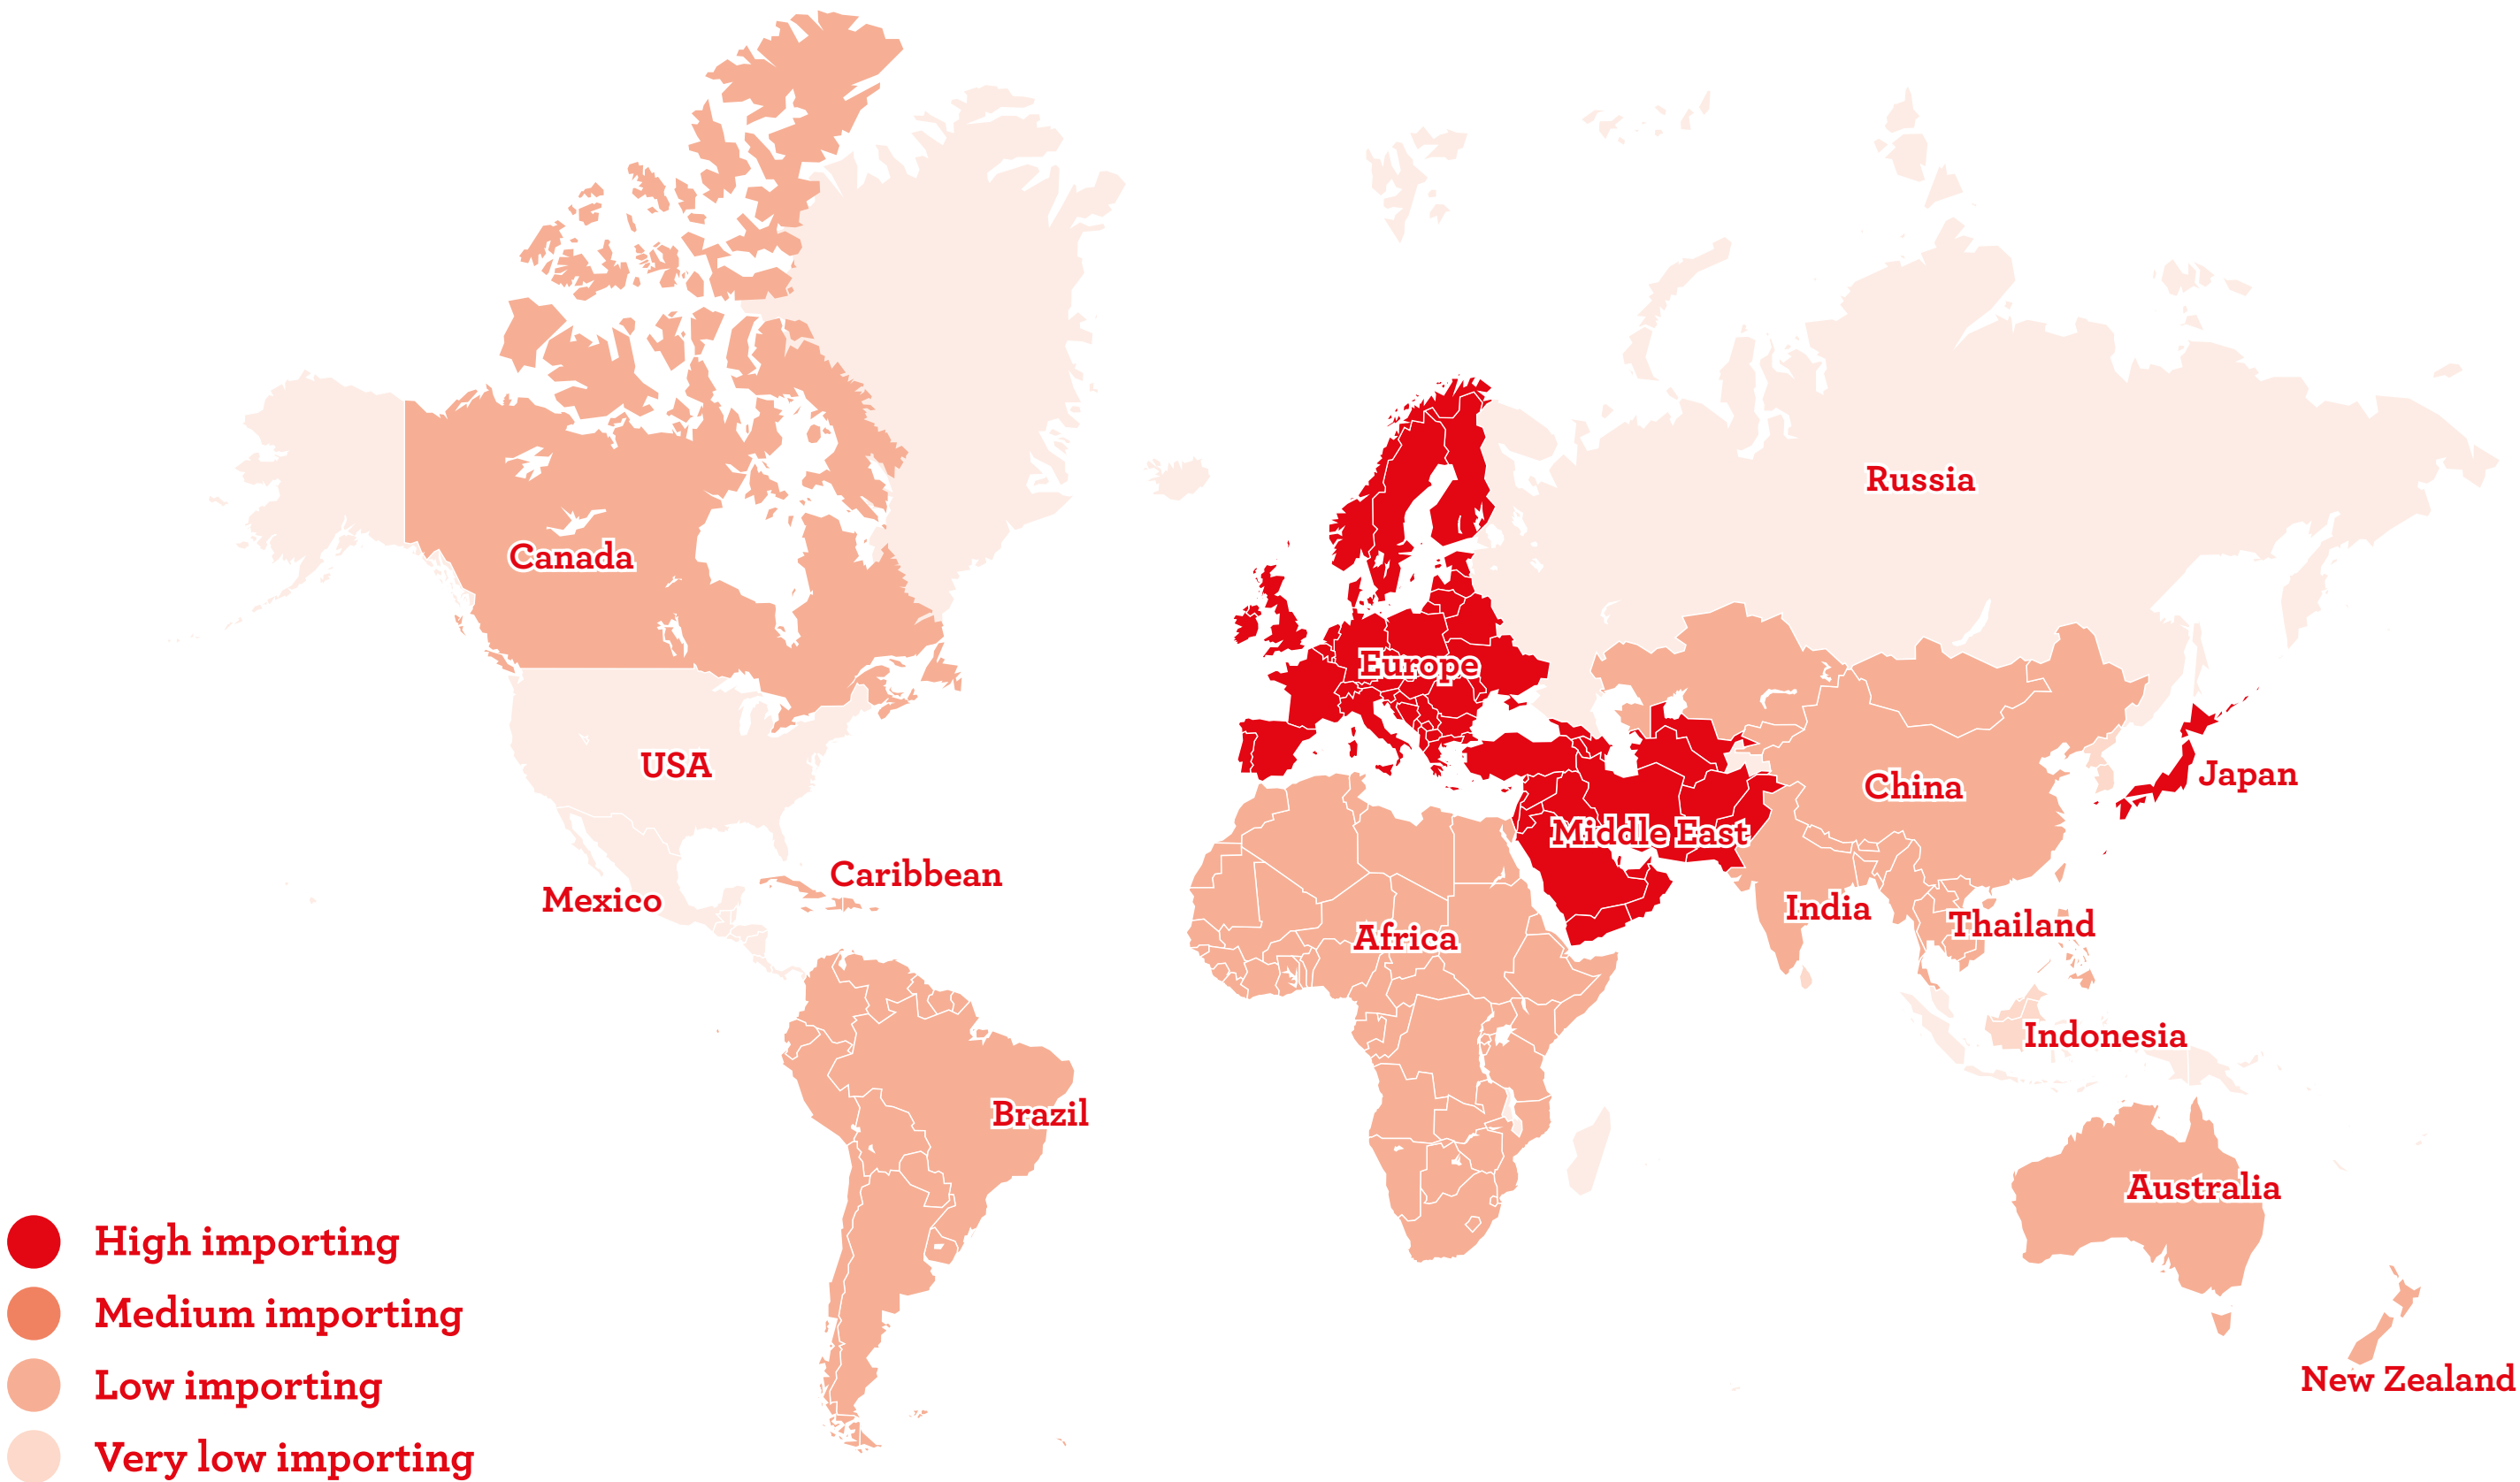 Russia
Canada
Europe
USA
Japan
China
Middle East
Caribbean
Mexico
India
Thailand
Africa
Indonesia
Brazil
Australia
High importing
Medium importing
New Zealand
Low importing
Very low importing